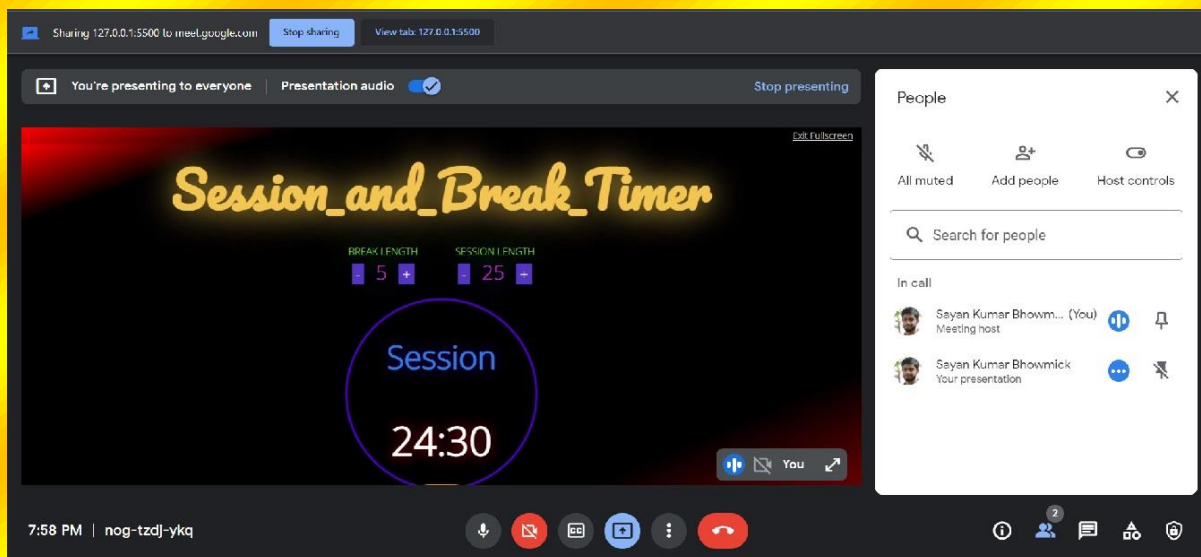 Sharing 127.0.0.1:5500 to meet.google.com Stop sharing View tab: 127.0.0.1:5500
You're presenting to everyone Presentation audio Stop presenting
Exit Fullscreen
Session_and_Break_Timer
BREAK LENGTH SESSION LENGTH
- 5 + - 25 +
Session
24:30
You
People
All muted Add people Host controls
Search for people
In call
Sayan Kumar Bhowm... (You)
Meeting host
Sayan Kumar Bhowmick
Your presentation
7:58 PM | nog-tzdj-ykq
CC
2